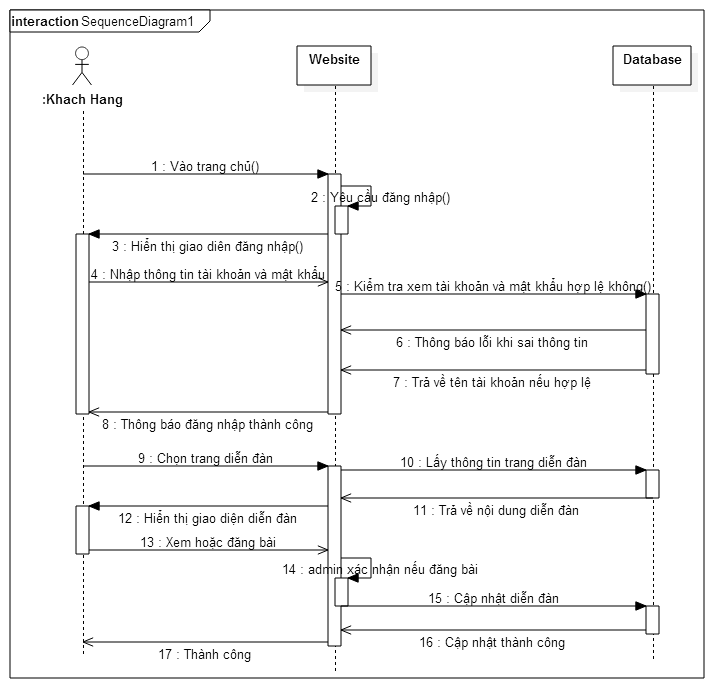 interaction SequenceDiagram1
Website
Database
:Khach Hang
1 : Vào trang chủ()
2 : Yêu cầu đăng nhập()
3 : Hiển thị giao diên đăng nhập()
4 : Nhập thông tin tài khoản và mật khẩu
5 : Kiểm tra xem tài khoản và mật khẩu hợp lệ không()
6 : Thông báo lỗi khi sai thông tin
7 : Trả về tên tài khoản nếu hợp lệ
8 : Thông báo đăng nhập thành công
9 : Chọn trang diễn đàn
10 : Lấy thông tin trang diễn đàn
11 : Trả về nội dung diễn đàn
12 : Hiển thị giao diện diễn đàn
13 : Xem hoặc đăng bài
14 : admin xác nhận nếu đăng bài
15 : Cập nhật diễn đàn
16 : Cập nhật thành công
17 : Thành công